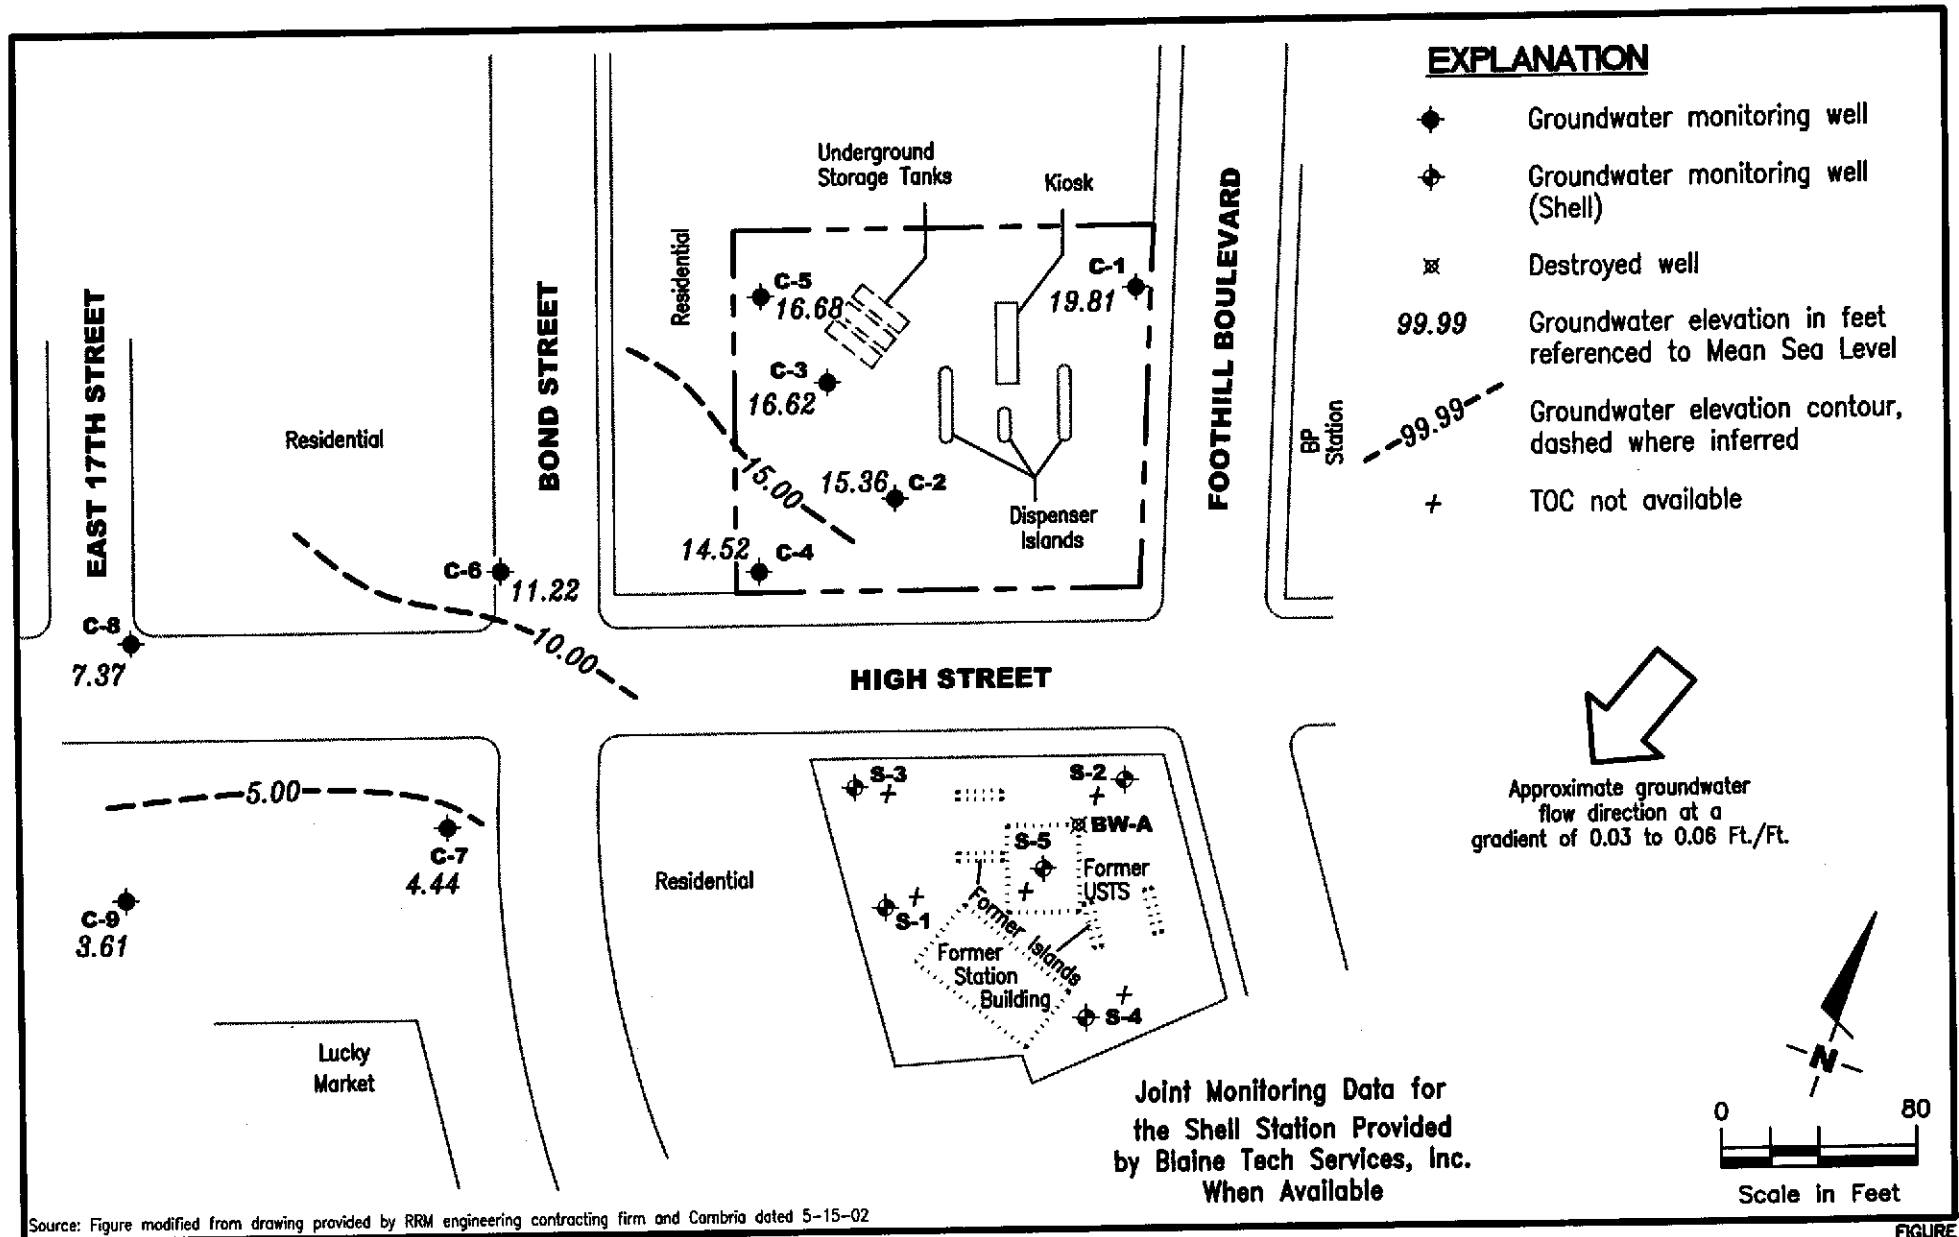 EXPLANATION
Groundwater monitoring well
Groundwater monitoring well
(Shell)
Destroyed well
99.99
Groundwater elevation in feet
referenced to Mean Sea Level
99.99
Groundwater elevation contour,
dashed where inferred
+ TOC not available
Underground
Storage Tanks
Kiosk
Residential
C-5
16.68
C-1
19.81
C-3
16.62
15.00
15.36
C-2
14.52
C-4
Dispenser
Islands
FOOTHILL BOULEVARD
BP
Station
BOND STREET
EAST 17TH STREET
Residential
C-6
11.22
C-8
7.37
10.00
HIGH STREET
5.00
C-7
4.44
C-9
3.61
Lucky
Market
Residential
S-3
+
S-2
+
BW-A
S-5
+
Former
USTS
S-1
+
Former Islands
Former
Station
Building
S-4
+
Approximate groundwater
flow direction at a
gradient of 0.03 to 0.06 Ft./Ft.
N
0 80
Scale in Feet
Joint Monitoring Data for
the Shell Station Provided
by Blaine Tech Services, Inc.
When Available
Source: Figure modified from drawing provided by RRM engineering contracting firm and Cambria dated 5-15-02
FIGURE